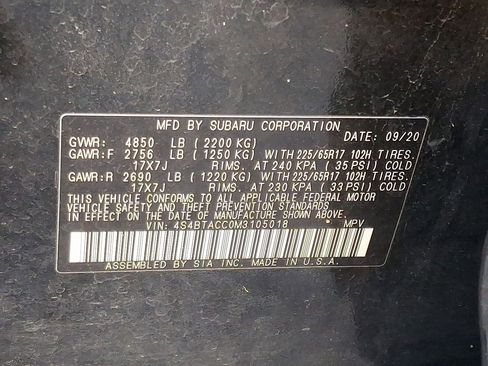 MFD BY SUBARU CORPORATION
GVWR: 4850 LB ( 2200 KG) DATE: 09/20
GAWR:F 2756 LB ( 1250 KG) WITH 225/65R17 102H TIRES.
17X7J RIMS. AT 240 KPA ( 35 PSI) COLD
GAWR:R 2690 LB ( 1220 KG) WITH 225/65R17 102H TIRES.
17X7J RIMS. AT 230 KPA ( 33 PSI) COLD
THIS VEHICLE CONFORMS TO ALL APPLICABLE FEDERAL MOTOR
VEHICLE SAFETY, BUMPER, AND THEFT PREVENTION STANDARDS
IN EFFECT ON THE DATE OF MANUFACTURE SHOWN ABOVE.
VIN: 4S4BTACC0M3105018 MPV
ASSEMBLED BY SIA INC. MADE IN U.S.A.